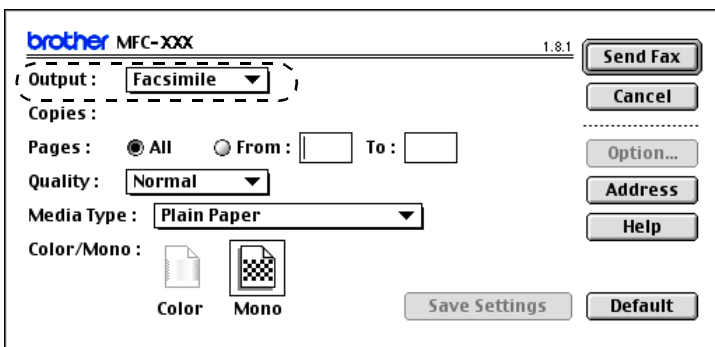 brother MFC-XXX 1.8.1
Send Fax
Output : Facsimile
Cancel
Copies :
Pages : All From : To :
Option...
Quality : Normal
Address
Media Type : Plain Paper
Help
Color/Mono :
Color Mono
Save Settings Default